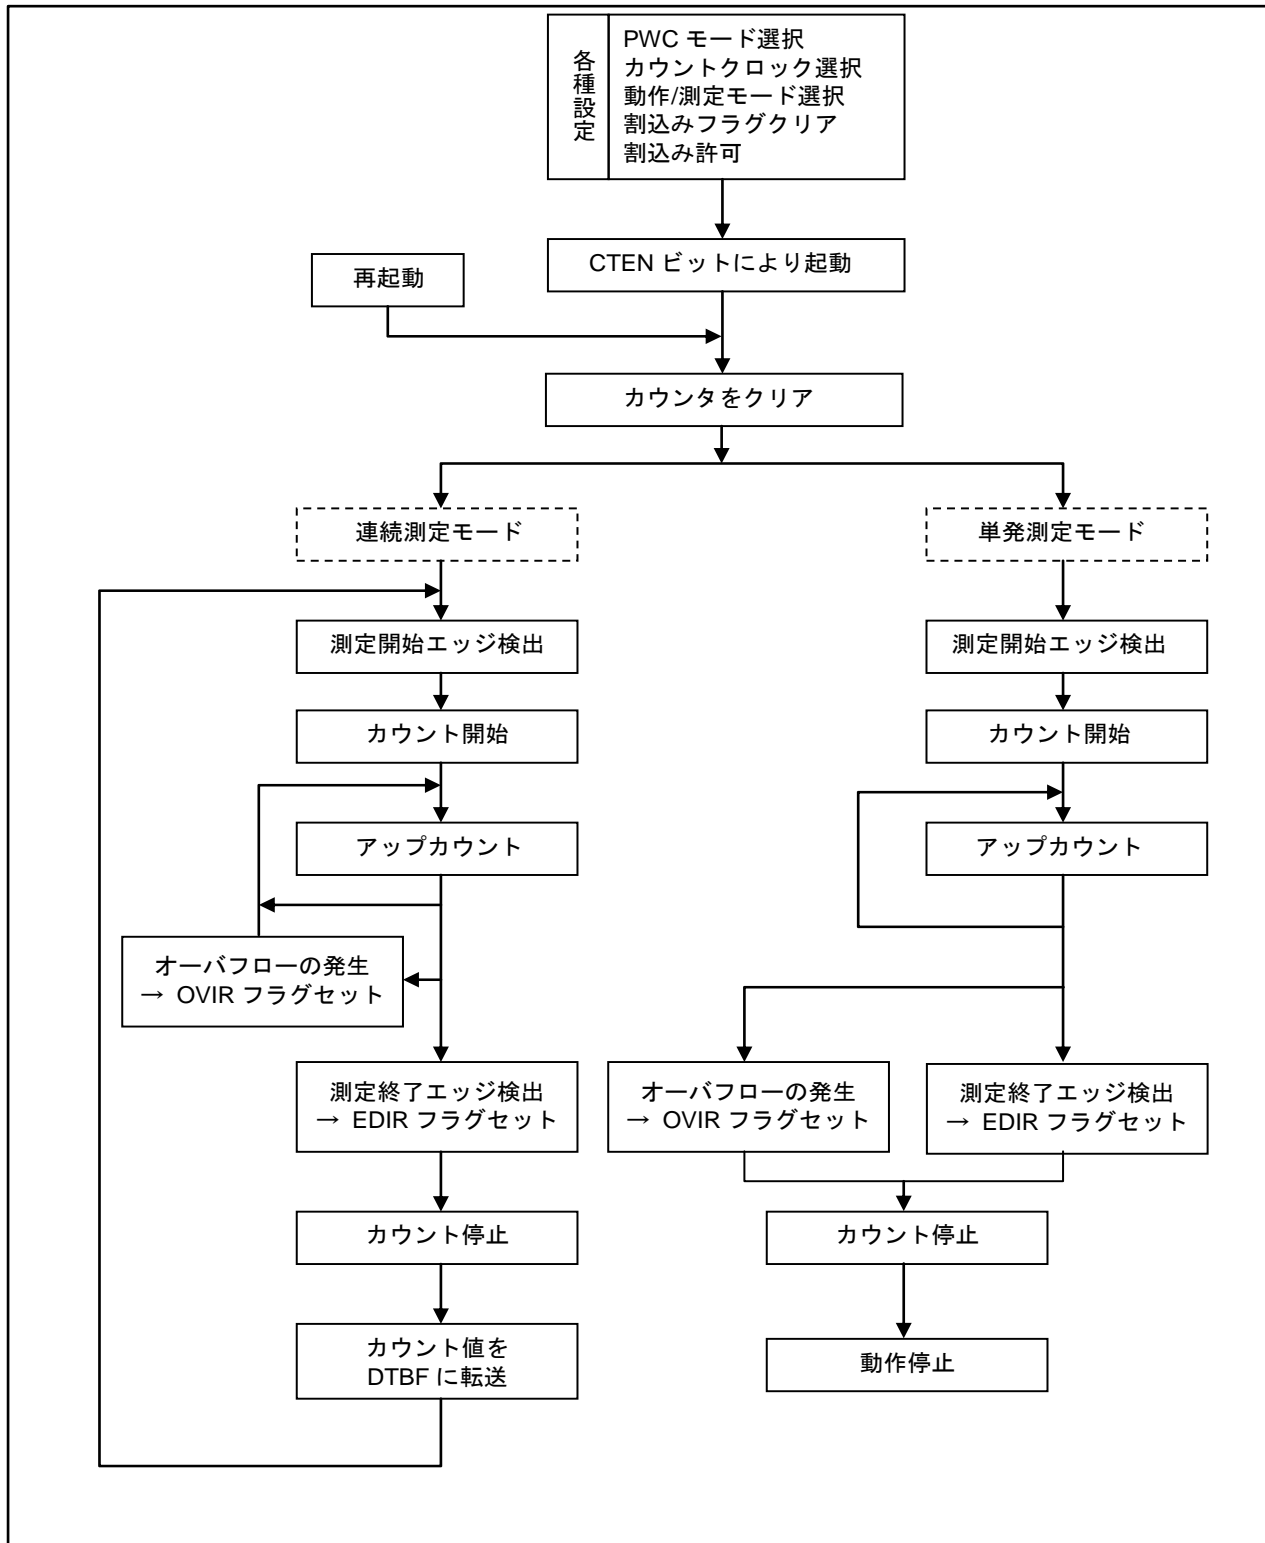 各種設定
PWC モード選択
カウントクロック選択
動作/測定モード選択
割込みフラグクリア
割込み許可
CTEN ビットにより起動
再起動
カウンタをクリア
連続測定モード
単発測定モード
測定開始エッジ検出
測定開始エッジ検出
カウント開始
カウント開始
アップカウント
アップカウント
オーバフローの発生
→ OVIR フラグセット
測定終了エッジ検出
→ EDIR フラグセット
オーバフローの発生
→ OVIR フラグセット
測定終了エッジ検出
→ EDIR フラグセット
カウント停止
カウント停止
カウント値を
DTBF に転送
動作停止